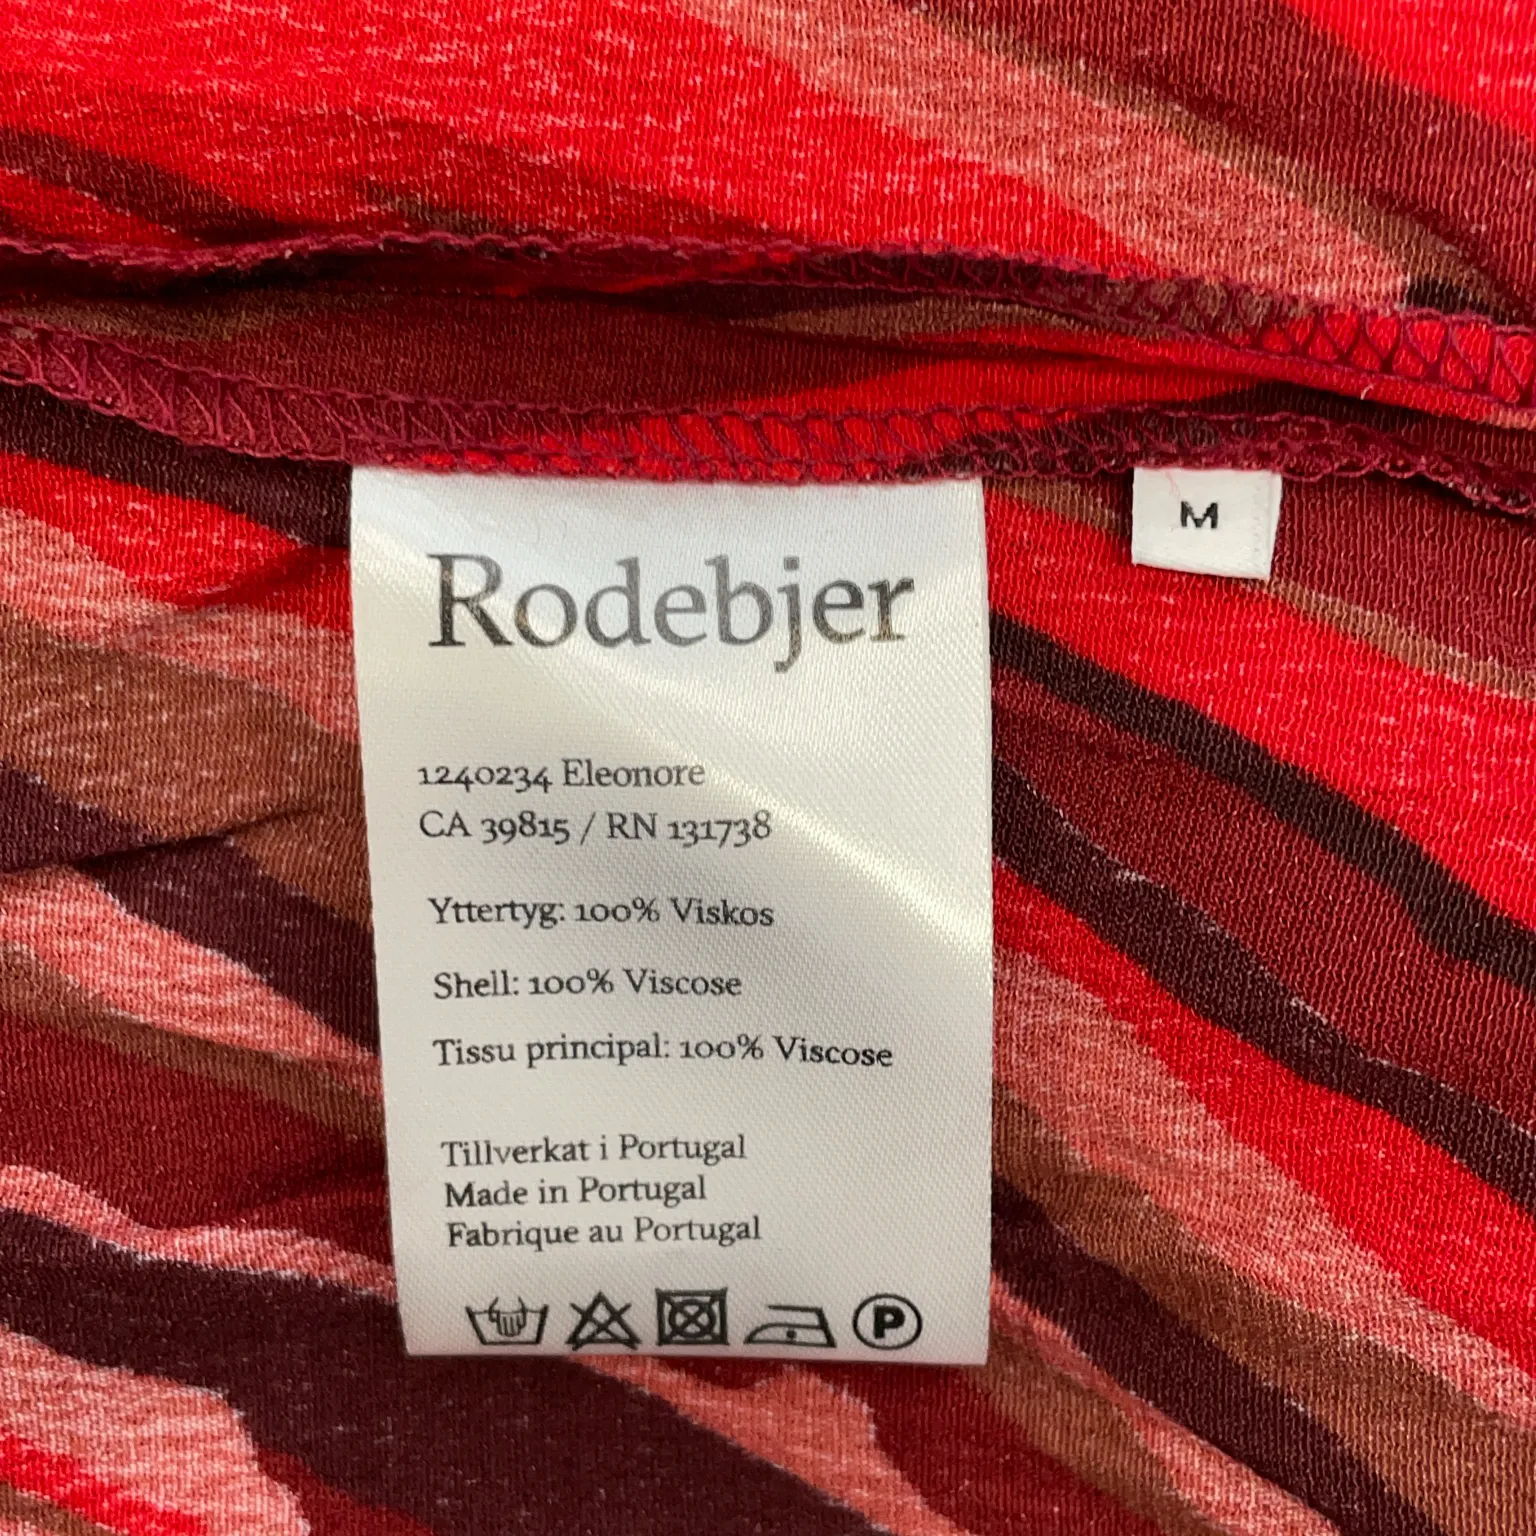 Rodebjer
M
1240234 Eleonore
CA 39815 / RN 131738
Yttertyg: 100% Viskos
Shell: 100% Viscose
Tissu principal: 100% Viscose
Tillverkat i Portugal
Made in Portugal
Fabrique au Portugal
P